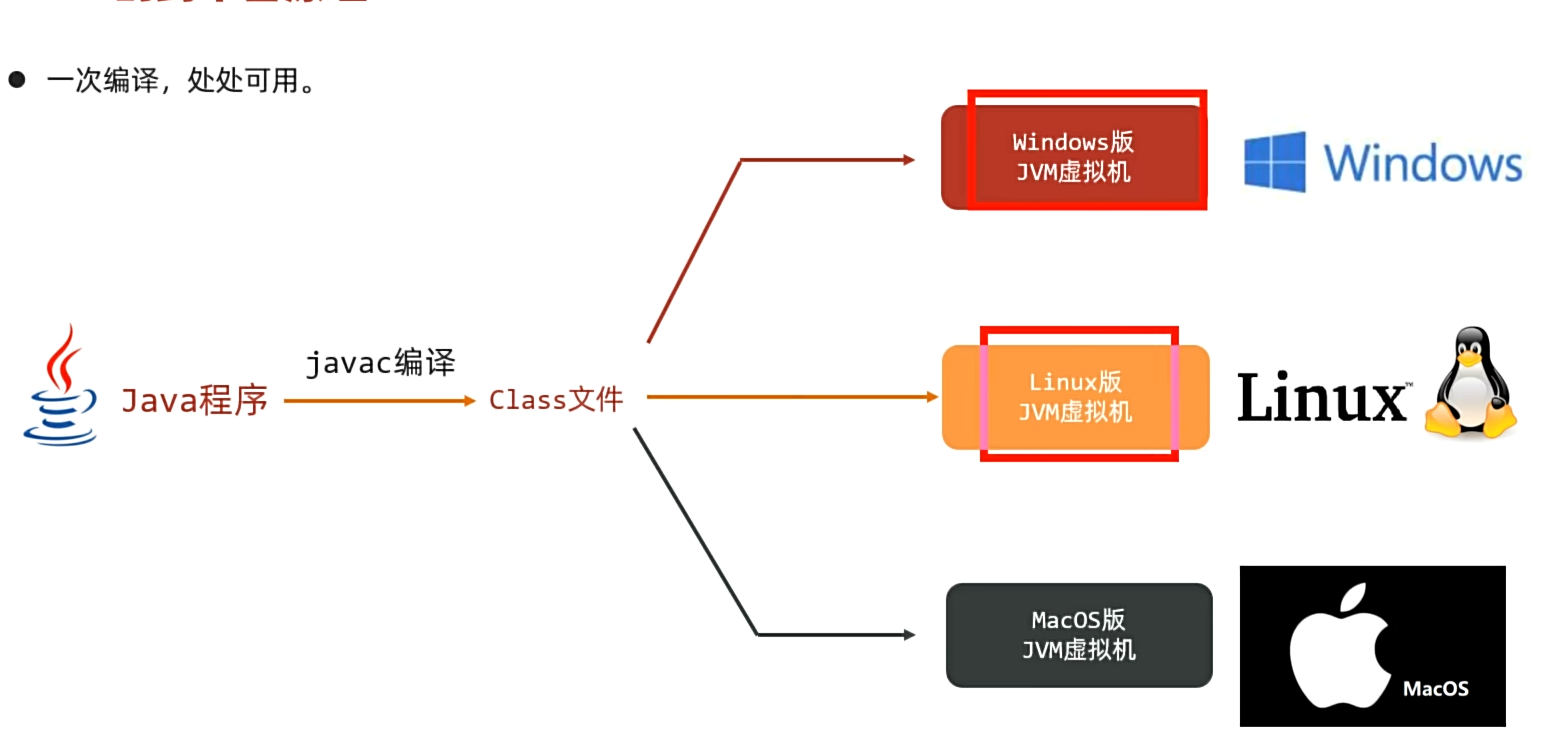 一次编译，处处可用。
Windows版
JVM虚拟机
Windows
javac编译
Java程序
Class文件
Linux版
JVM虚拟机
Linux™
MacOS版
JVM虚拟机
MacOS